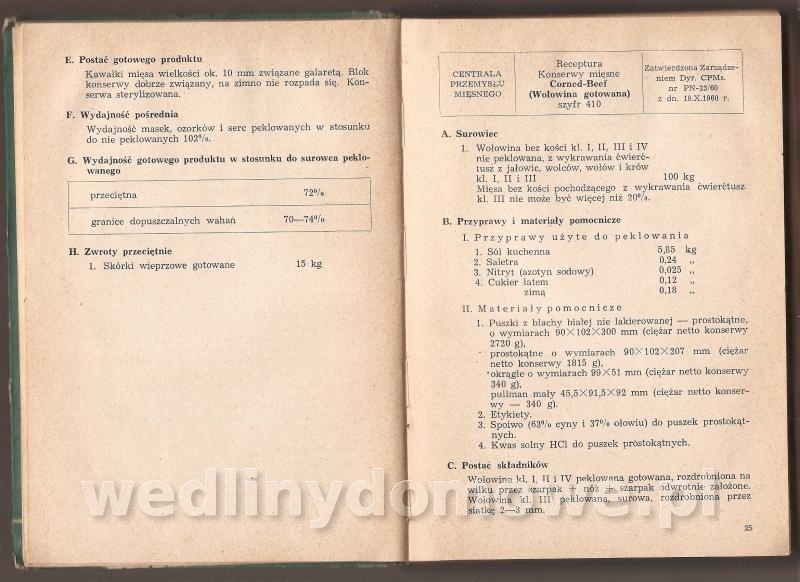 E. Postać gotowego produktu
Kawałki mięsa wielkości ok. 10 mm związane galaretą. Blok
konserwy dobrze związany, na zimno nie rozpada się. Kon-
serwa sterylizowana.
F. Wydajność pośrednia
Wydajność masek, ozorków i serc peklowanych w stosunku
do nie peklowanych 102%.
G. Wydajność gotowego produktu w stosunku do surowca peklo-
wanego
przeciętna 72%
granice dopuszczalnych wahań 70—74%
H. Zwroty przeciętnie
1. Skórki wieprzowe gotowane 15 kg
CENTRALA
PRZEMYSŁU
MIĘSNEGO
Receptura
Konserwy mięsne
Corned-Beef
(Wołowina gotowana)
szyfr 410
Zatwierdzona Zarządze-
niem Dyr. CPMs.
nr PN-23/60
z dn. 19.X.1960 r.
A. Surowiec
1. Wołowina bez kości kl. I, II, III i IV
nie peklowana, z wykrawania ćwierć-
tusz z jałowic, wolców, wołów i krów
kl. I, II i III 100 kg
Mięsa bez kości pochodzącego z wykrawania ćwierćtusz
kl. III nie może być więcej niż 20%.
B. Przyprawy i materiały pomocnicze
I. Przyprawy użyte do peklowania
1. Sól kuchenna 5,85 kg
2. Saletra 0,24 „
3. Nitryt (azotyn sodowy) 0,025 „
4. Cukier latem 0,12 „
zimą 0,18 „
II. Materiały pomocnicze
1. Puszki z blachy białej nie lakierowanej — prostokątne,
o wymiarach 90×102×300 mm (ciężar netto konserwy
2720 g),
prostokątne o wymiarach 90×102×207 mm (ciężar
netto konserwy 1815 g),
okrągłe o wymiarach 99×51 mm (ciężar netto konserwy
340 g),
pullman mały 45,5×91,5×92 mm (ciężar netto konser-
wy — 340 g).
2. Etykiety.
3. Spoiwo (63% cyny i 37% ołowiu) do puszek prostokąt-
nych.
4. Kwas solny HCl do puszek prostokątnych.
C. Postać składników
Wołowina kl. I, II i IV peklowana gotowana, rozdrobniona na
wilku przez szarpak + nóż + szarpak odwrotnie założone.
Wołowina kl. III peklowana, surowa, rozdrobniona przez
siatkę 2—3 mm.
25
wedlinydomowe.pl